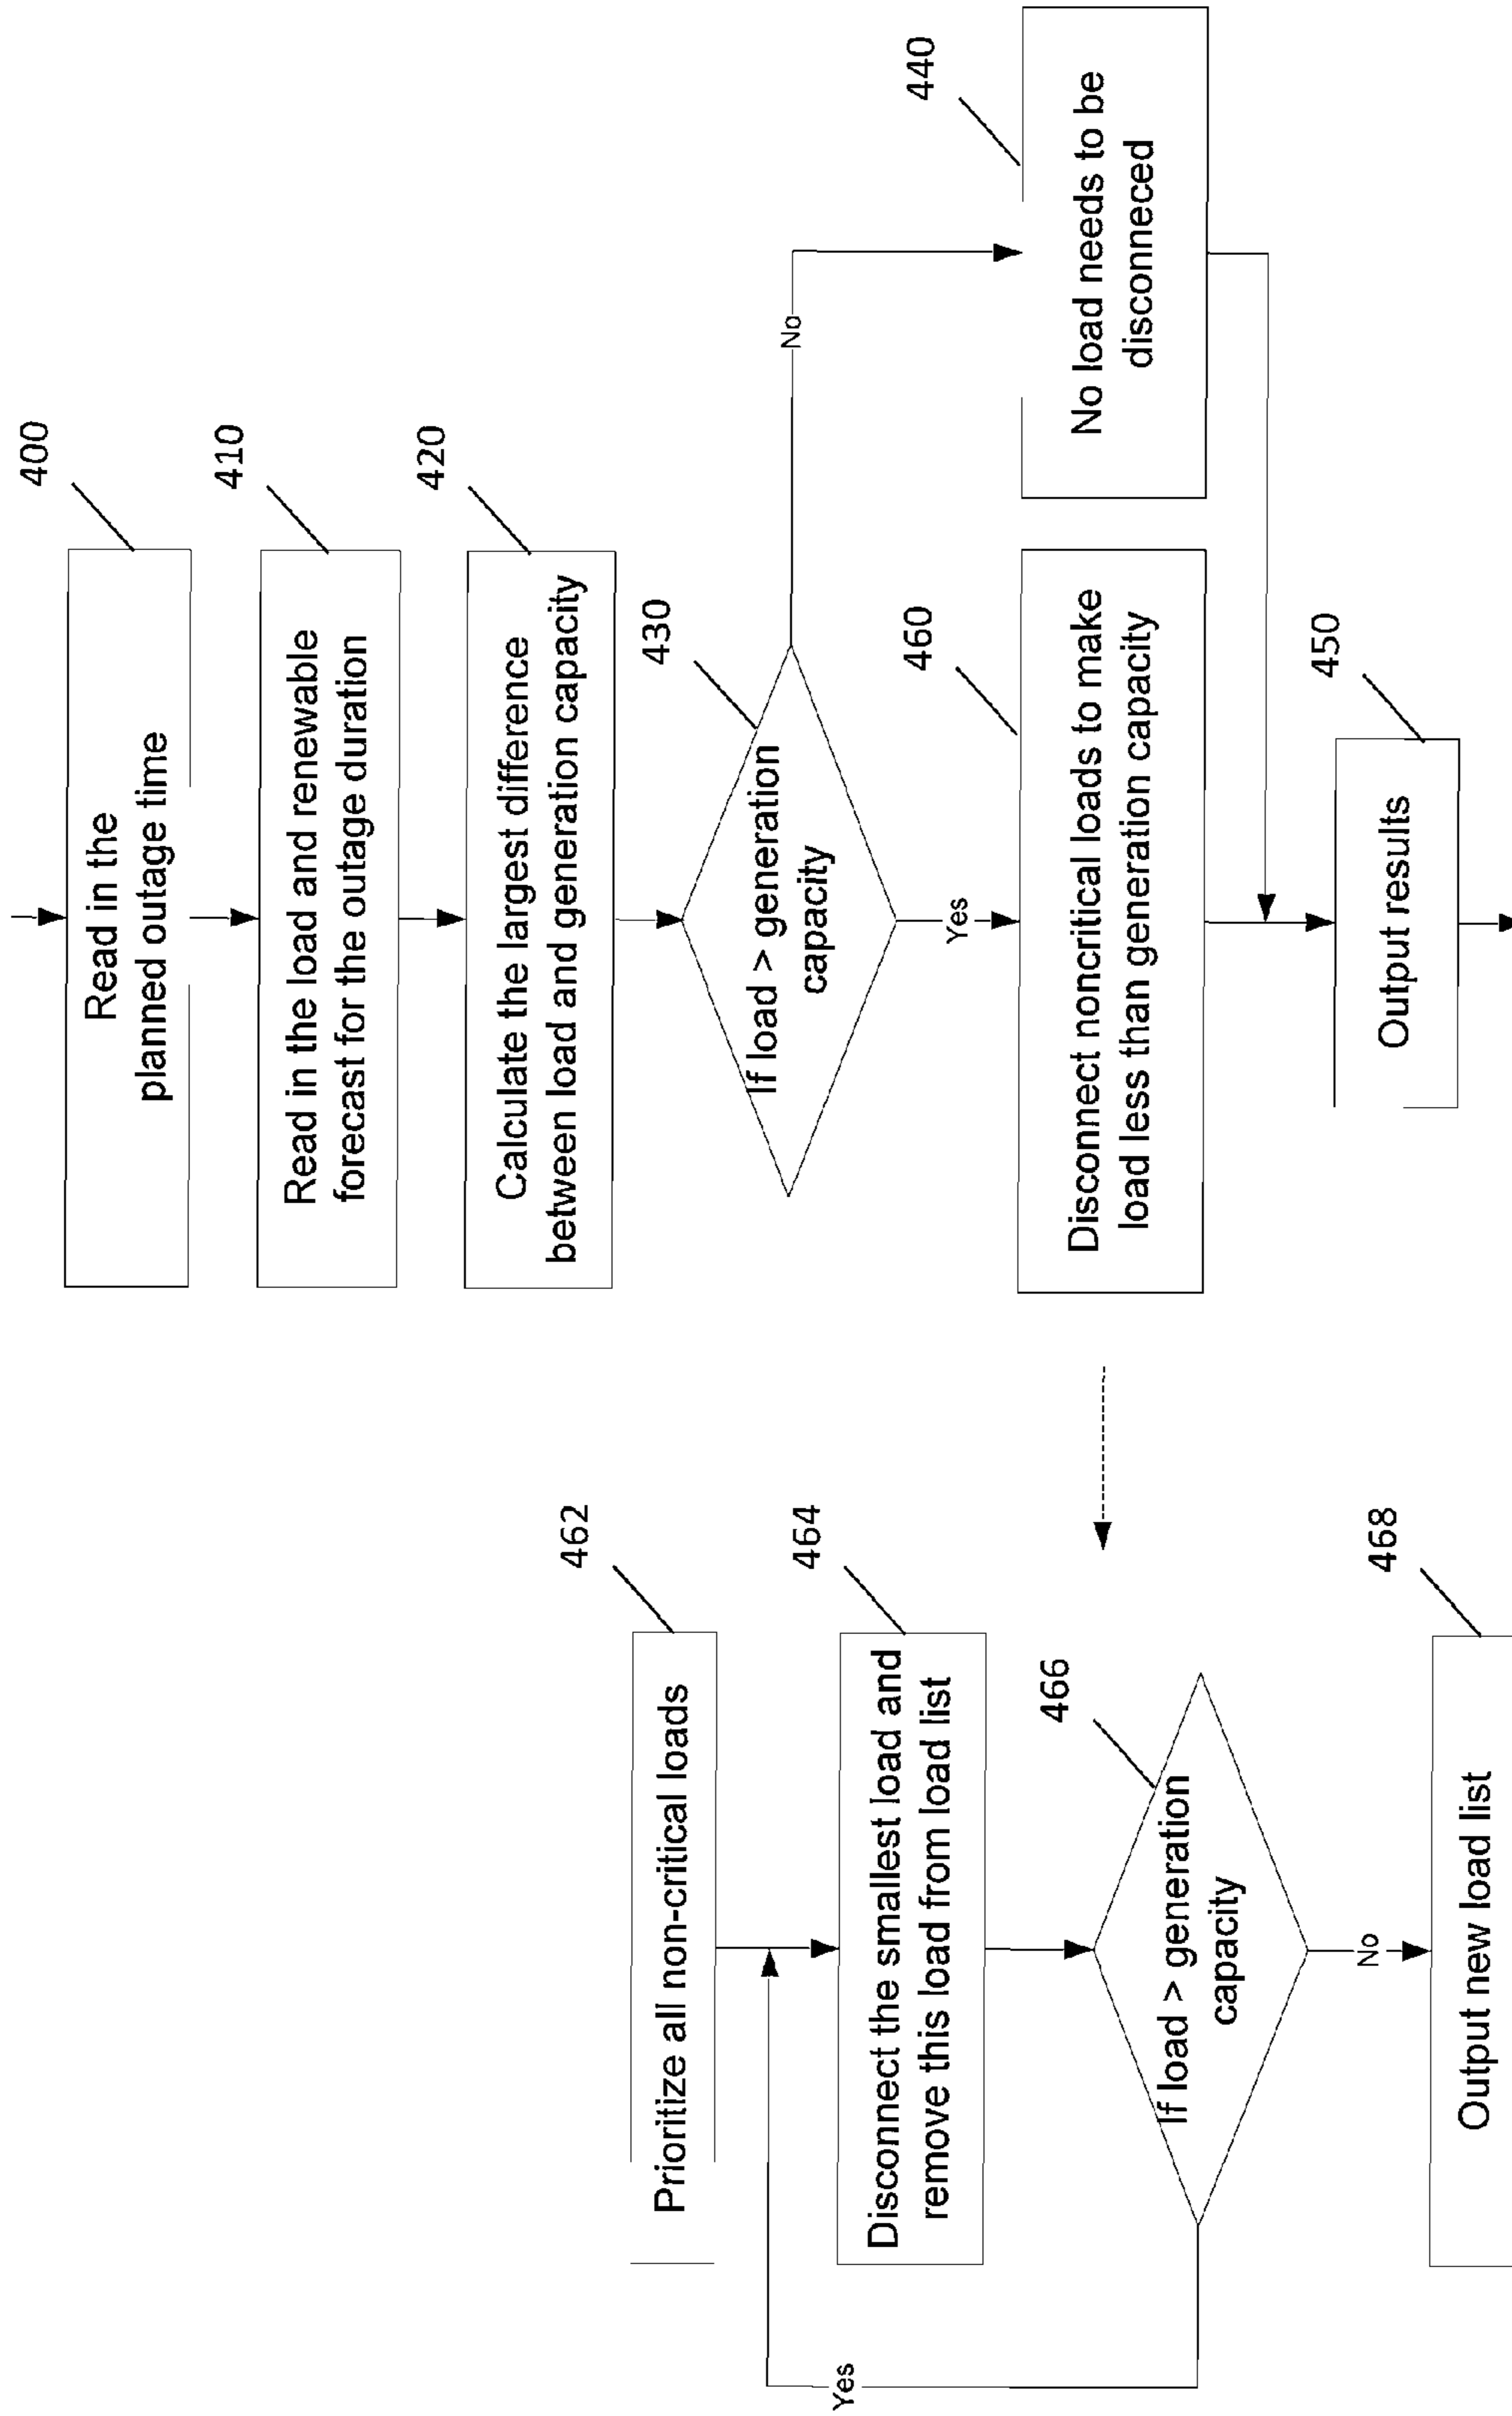 400
Read in the
planned outage time
410
Read in the load and renewable
forecast for the outage duration
420
Calculate the largest difference
between load and generation capacity
430
If load > generation
capacity
No
440
No load needs to be
disconneced
Yes
460
Disconnect noncritical loads to make
load less than generation capacity
450
Output results
462
Prioritize all non-critical loads
464
Disconnect the smallest load and
remove this load from load list
466
If load > generation
capacity
Yes
No
468
Output new load list